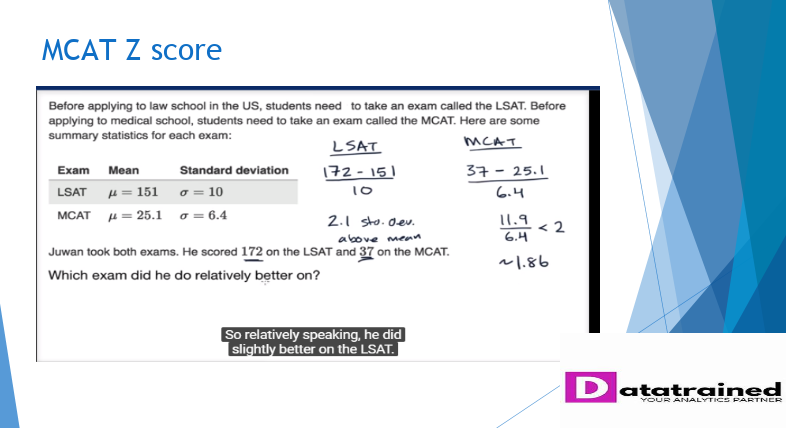 MCAT Z score
Before applying to law school in the US, students need to take an exam called the LSAT. Before
applying to medical school, students need to take an exam called the MCAT. Here are some
summary statistics for each exam:
Exam Mean Standard deviation
LSAT μ = 151 σ = 10
MCAT μ = 25.1 σ = 6.4
LSAT
172 - 151
10
2.1 sto. dev.
above mean
MCAT
37 - 25.1
6.4
11.9
6.4 < 2
~1.86
Juwan took both exams. He scored 172 on the LSAT and 37 on the MCAT.
Which exam did he do relatively better on?
So relatively speaking, he did
slightly better on the LSAT.
Datatrained
YOUR ANALYTICS PARTNER